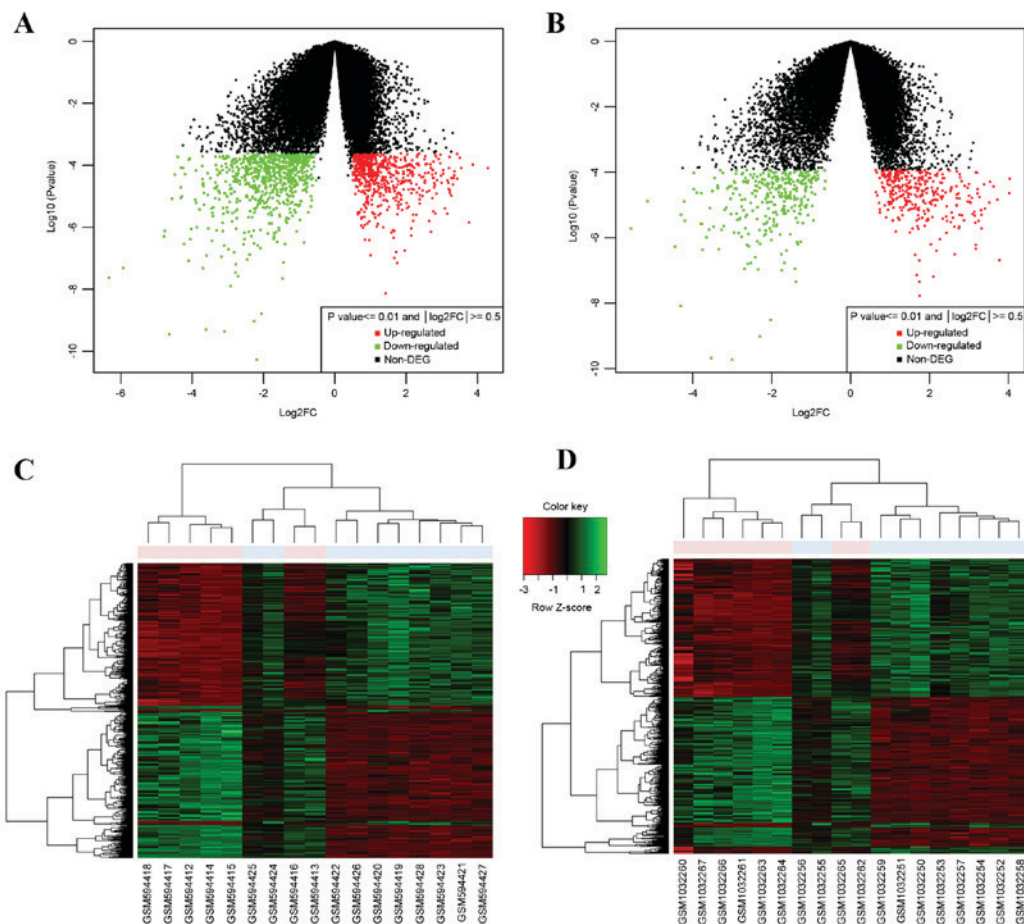 A
Log10 (Pvalue)
0
-2
-4
-6
-8
-10
P value<= 0.01 and |log2FC| >= 0.5
Up-regulated
Down-regulated
Non-DEG
-6
-4
-2
0
2
4
Log2FC
B
Log10 (Pvalue)
0
-2
-4
-6
-8
-10
P value<= 0.01 and |log2FC| >= 0.5
Up-regulated
Down-regulated
Non-DEG
-4
-2
0
2
4
Log2FC
C
GSM594418
GSM594417
GSM594412
GSM594414
GSM594415
GSM594425
GSM594424
GSM594416
GSM594413
GSM594422
GSM594426
GSM594420
GSM594419
GSM594428
GSM594423
GSM594421
GSM594427
Color key
-3 -1 1 2
Row Z-score
D
GSM1032260
GSM1032267
GSM1032266
GSM1032261
GSM1032263
GSM1032264
GSM1032256
GSM1032255
GSM1032265
GSM1032262
GSM1032259
GSM1032251
GSM1032250
GSM1032253
GSM1032257
GSM1032254
GSM1032252
GSM1032258